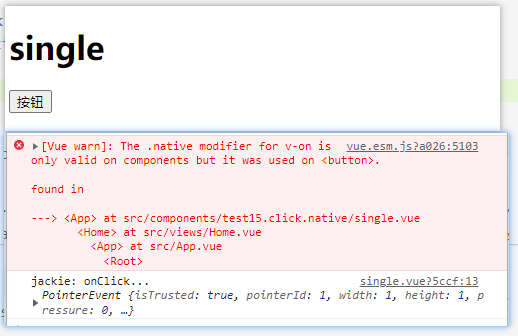 single
按钮
[Vue warn]: The .native modifier for v-on is vue.esm.js?a026:5103
only valid on components but it was used on <button>.
found in
---> <App> at src/components/test15.click.native/single.vue
<Home> at src/views/Home.vue
<App> at src/App.vue
<Root>
jackie: onClick... single.vue?5ccf:13
PointerEvent {isTrusted: true, pointerId: 1, width: 1, height: 1, p
ressure: 0, …}